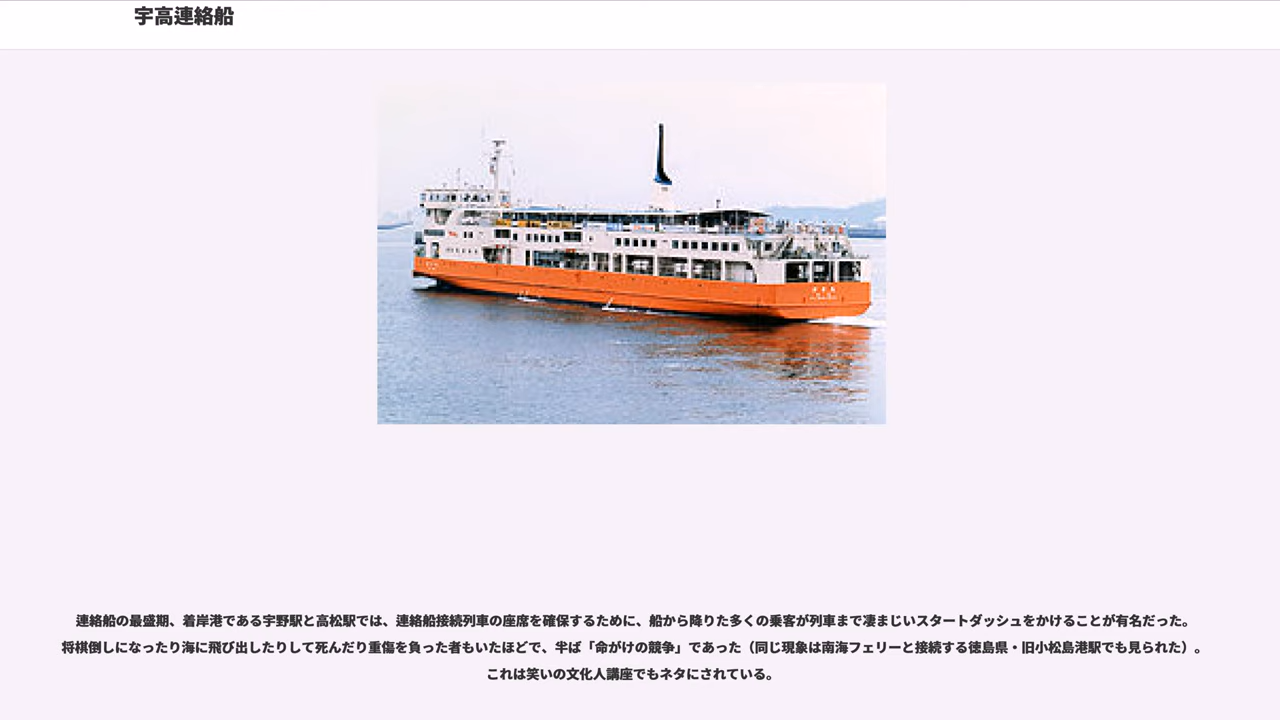 宇高連絡船
連絡船の最盛期、着岸港である宇野駅と高松駅では、連絡船接続列車の座席を確保するために、船から降りた多くの乗客が列車まで凄まじいスタートダッシュをかけることが有名だった。
将棋倒しになったり海に飛び出したりして死んだり重傷を負った者もいたほどで、半ば「命がけの競争」であった（同じ現象は南海フェリーと接続する徳島県・旧小松島港駅でも見られた）。
これは笑いの文化人講座でもネタにされている。